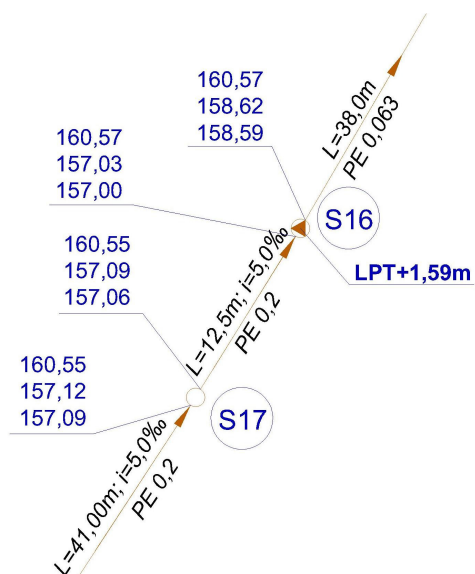 160,57
158,62
158,59
L=38,0m
PE 0,063
160,57
157,03
157,00
S16
LPT+1,59m
160,55
157,09
157,06
L=12,5m; i=5,0‰
PE 0,2
160,55
157,12
157,09
S17
L=41,00m; i=5,0‰
PE 0,2